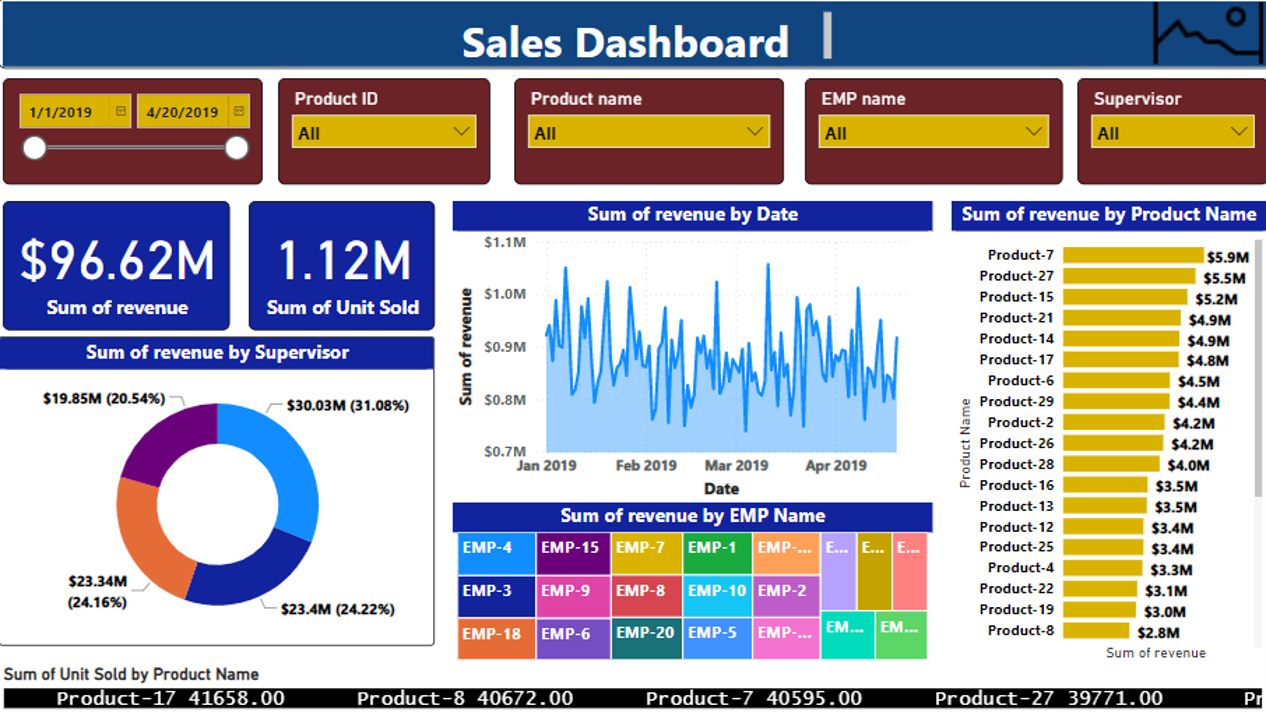 Sales Dashboard
1/1/2019 4/20/2019
Product ID
All
Product name
All
EMP name
All
Supervisor
All
$96.62M
Sum of revenue
1.12M
Sum of Unit Sold
Sum of revenue by Supervisor
$19.85M (20.54%)
$30.03M (31.08%)
$23.34M
(24.16%)
$23.4M (24.22%)
Sum of revenue by Date
Sum of revenue
$1.1M
$1.0M
$0.9M
$0.8M
$0.7M
Jan 2019 Feb 2019 Mar 2019 Apr 2019
Date
Sum of revenue by EMP Name
EMP-4 EMP-15 EMP-7 EMP-1 EMP-... E... E... E...
EMP-3 EMP-9 EMP-8 EMP-10 EMP-2
EMP-18 EMP-6 EMP-20 EMP-5 EMP-... EM... EM...
Sum of revenue by Product Name
Product Name
Product-7 $5.9M
Product-27 $5.5M
Product-15 $5.2M
Product-21 $4.9M
Product-14 $4.9M
Product-17 $4.8M
Product-6 $4.5M
Product-29 $4.4M
Product-2 $4.2M
Product-26 $4.2M
Product-28 $4.0M
Product-16 $3.5M
Product-13 $3.5M
Product-12 $3.4M
Product-25 $3.4M
Product-4 $3.3M
Product-22 $3.1M
Product-19 $3.0M
Product-8 $2.8M
Sum of revenue
Sum of Unit Sold by Product Name
Product-17 41658.00 Product-8 40672.00 Product-7 40595.00 Product-27 39771.00 Pr